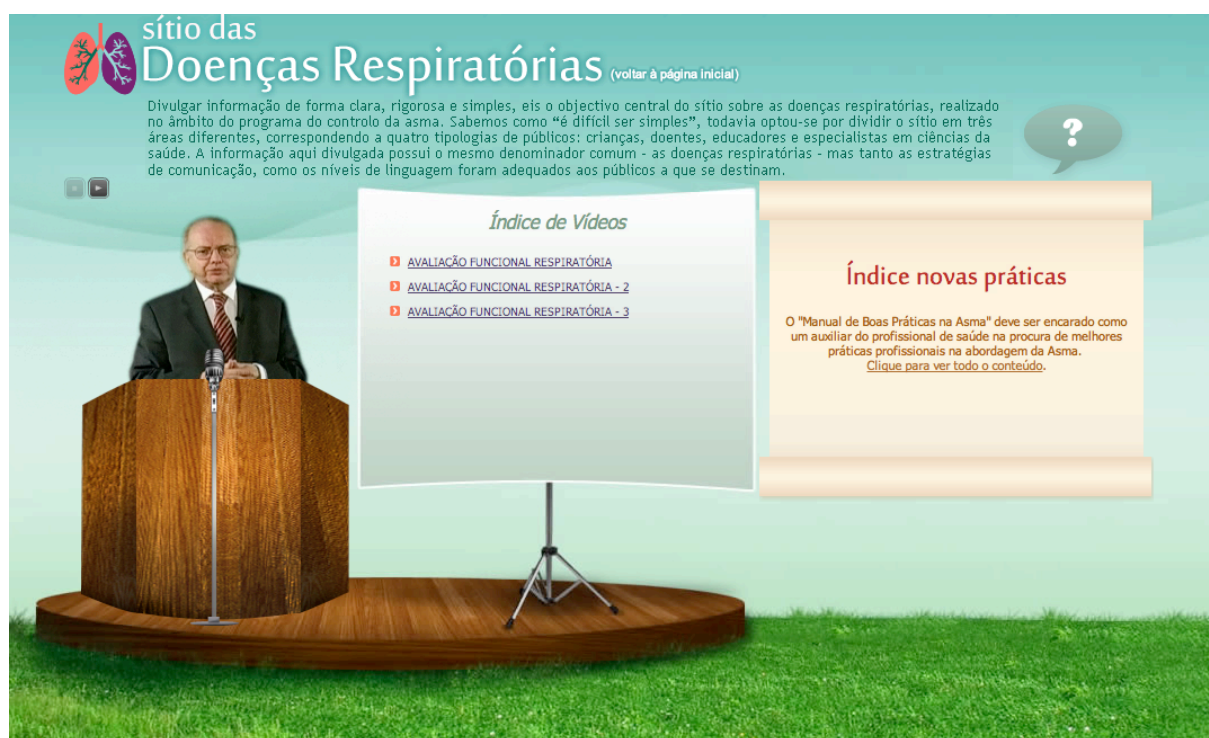 sítio das
Doenças Respiratórias (voltar à página inicial)
Divulgar informação de forma clara, rigorosa e simples, eis o objectivo central do sítio sobre as doenças respiratórias, realizado
no âmbito do programa do controlo da asma. Sabemos como “é difícil ser simples”, todavia optou-se por dividir o sítio em três
áreas diferentes, correspondendo a quatro tipologias de públicos: crianças, doentes, educadores e especialistas em ciências da
saúde. A informação aqui divulgada possui o mesmo denominador comum - as doenças respiratórias - mas tanto as estratégias
de comunicação, como os níveis de linguagem foram adequados aos públicos a que se destinam.
?
Índice de Vídeos
AVALIAÇÃO FUNCIONAL RESPIRATÓRIA
AVALIAÇÃO FUNCIONAL RESPIRATÓRIA - 2
AVALIAÇÃO FUNCIONAL RESPIRATÓRIA - 3
Índice novas práticas
O "Manual de Boas Práticas na Asma" deve ser encarado como
um auxiliar do profissional de saúde na procura de melhores
práticas profissionais na abordagem da Asma.
Clique para ver todo o conteúdo.